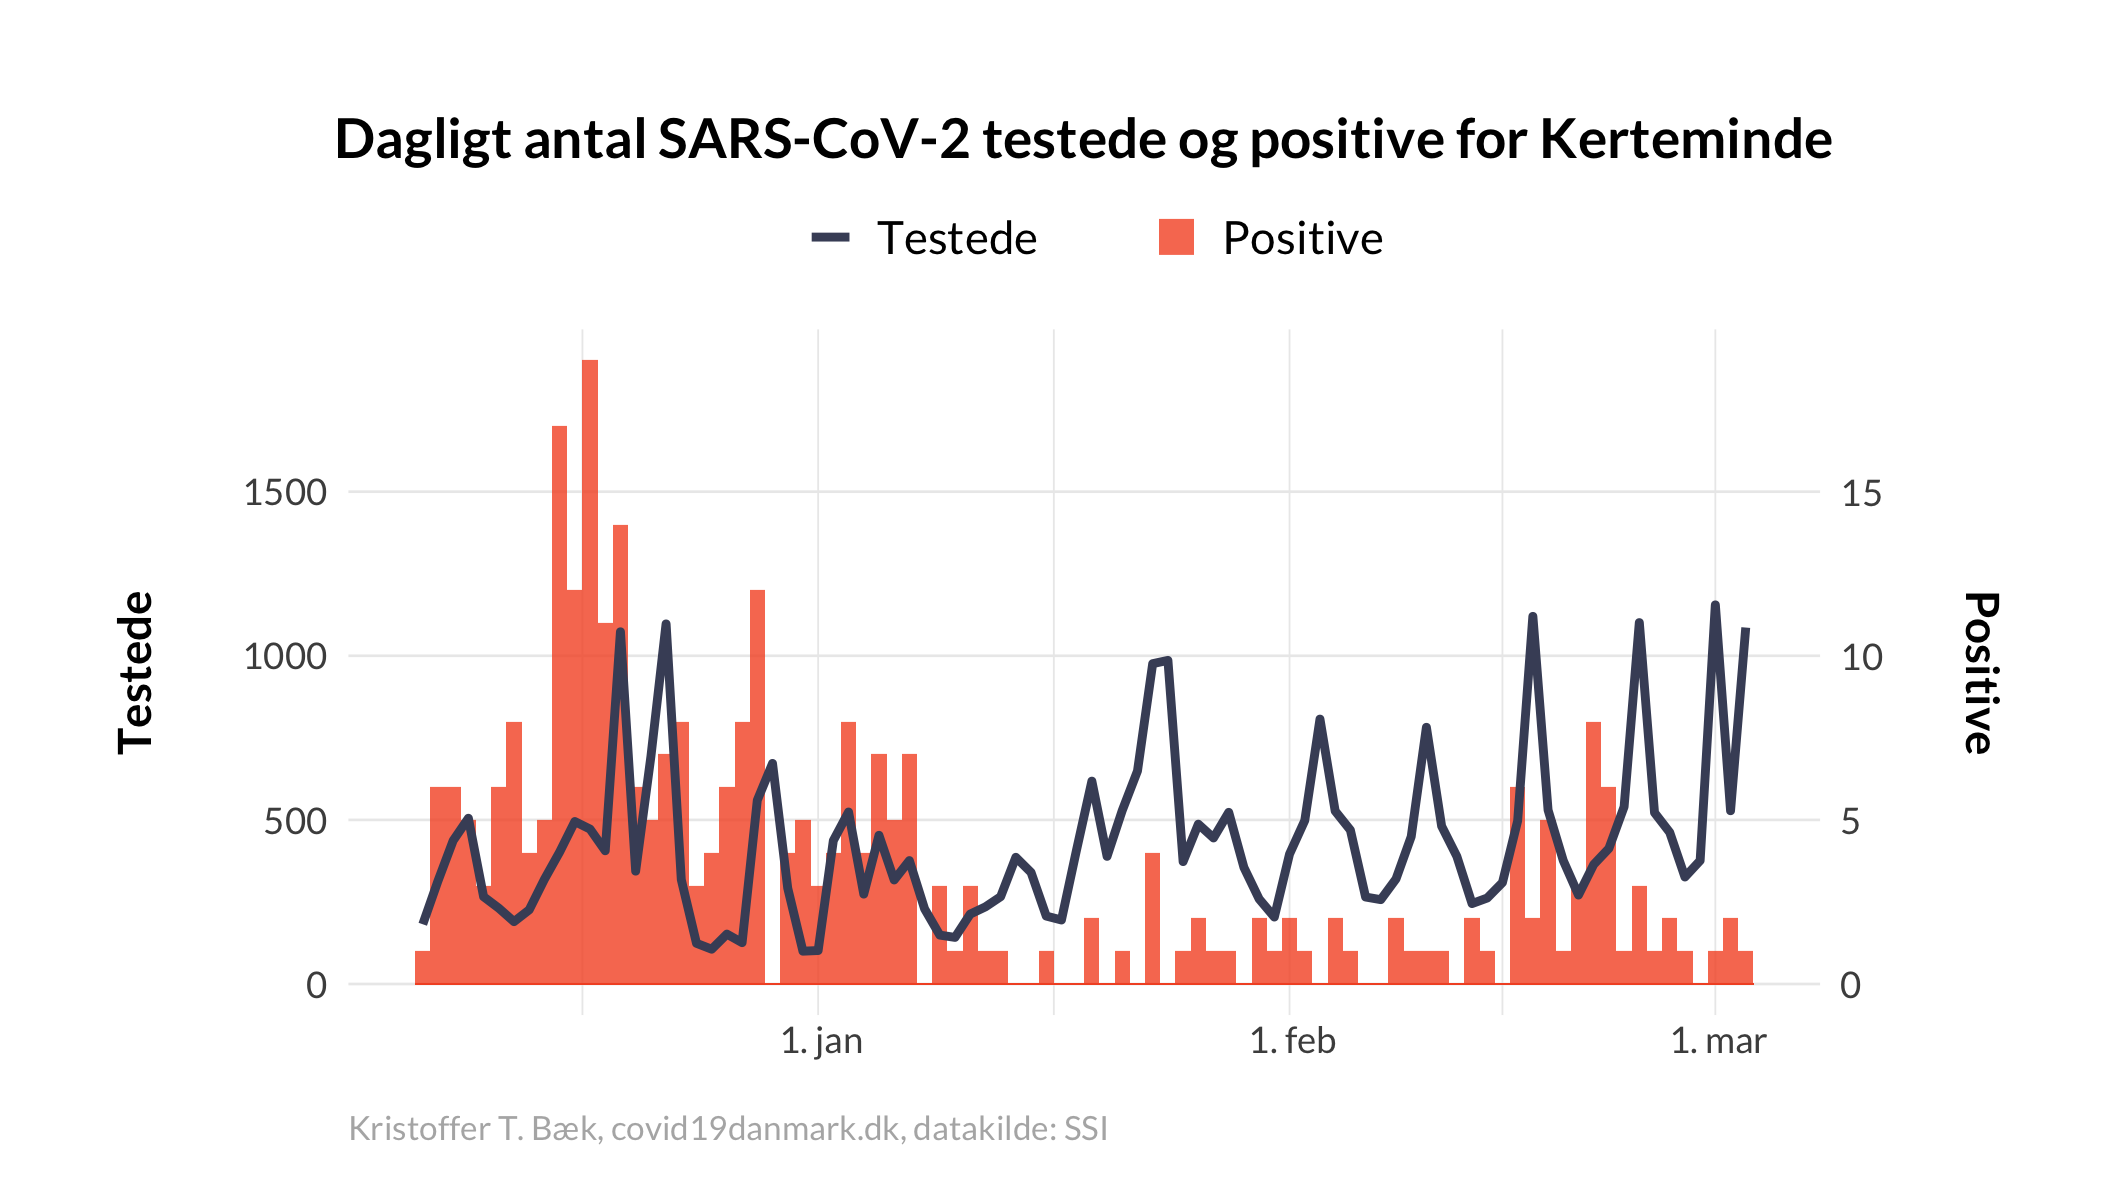 Dagligt antal SARS-CoV-2 testede og positive for Kerteminde
Testede
Positive
1500
1000
500
0
Testede
15
10
5
0
Positive
1. jan
1. feb
1. mar
Kristoffer T. Bæk, covid19danmark.dk, datakilde: SSI